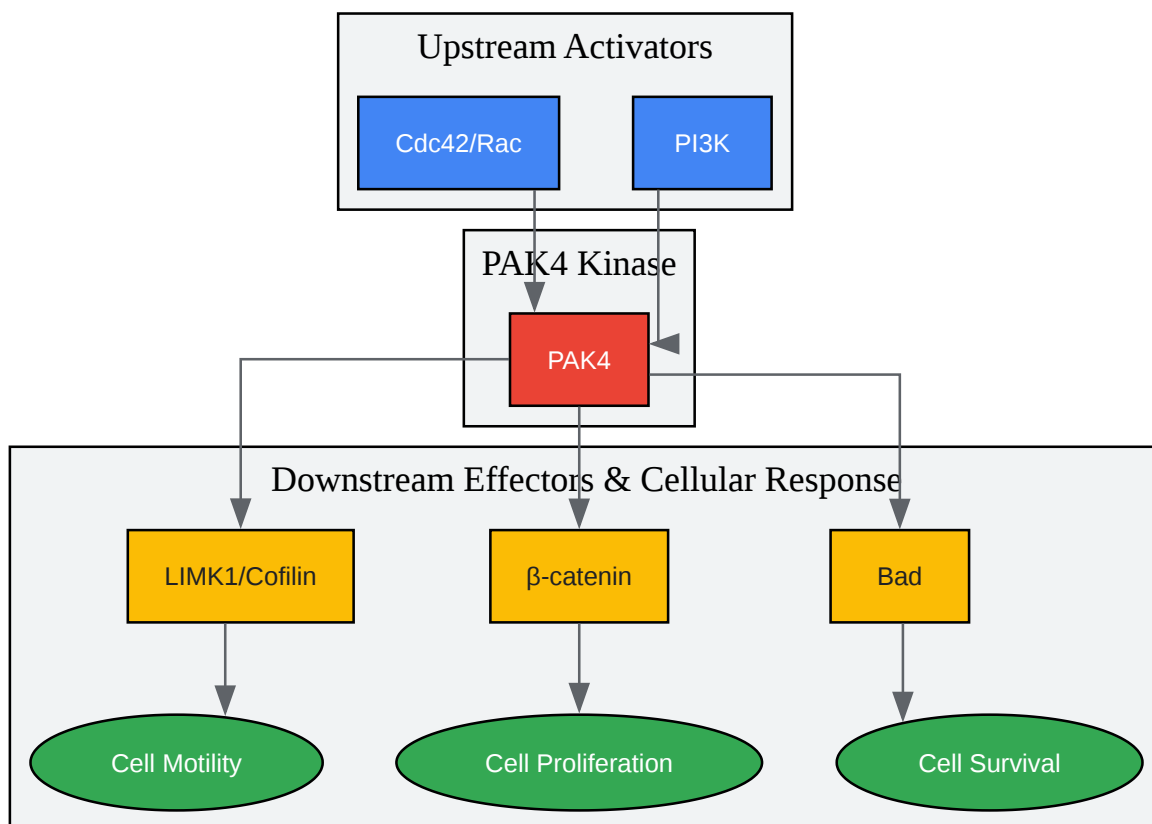 Upstream Activators
Cdc42/Rac
PI3K
PAK4 Kinase
PAK4
Downstream Effectors & Cellular Response
LIMK1/Cofilin
β-catenin
Bad
Cell Motility
Cell Proliferation
Cell Survival